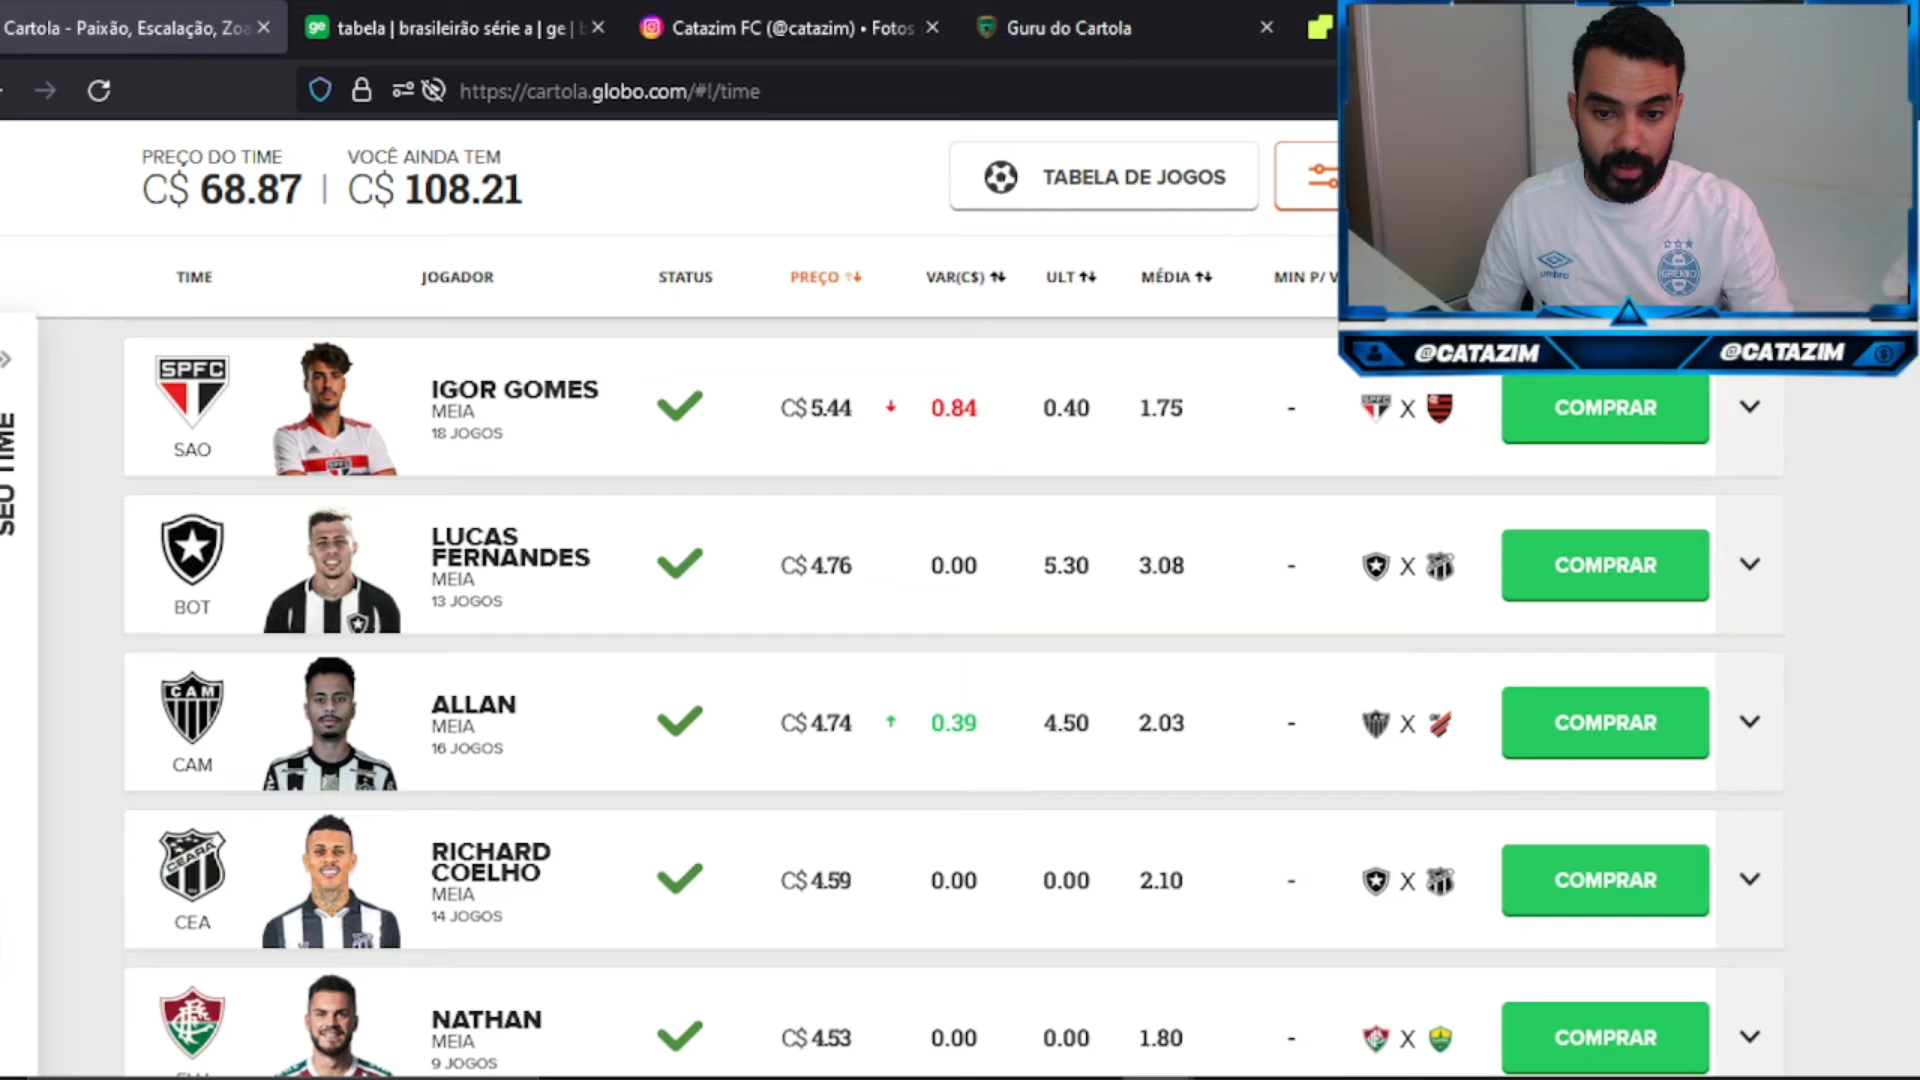 Cartola - Paixão, Escalação, Zoa
ge tabela | brasileirão série a | ge | b
Catazim FC (@catazim) • Fotos
Guru do Cartola
https://cartola.globo.com/#!/time
PREÇO DO TIME
C$ 68.87
VOCÊ AINDA TEM
C$ 108.21
TABELA DE JOGOS
umbro
GRÊMIO
@CATAZIM
@CATAZIM
TIME JOGADOR STATUS PREÇO VAR(C$) ULT MÉDIA MIN P/ V
SEU TIME
SPFC
SAO
IGOR GOMES
MEIA
18 JOGOS
C$ 5.44 0.84 0.40 1.75 - X COMPRAR
BOT
LUCAS
FERNANDES
MEIA
13 JOGOS
C$ 4.76 0.00 5.30 3.08 - X COMPRAR
CAM
CAM
ALLAN
MEIA
16 JOGOS
C$ 4.74 0.39 4.50 2.03 - X COMPRAR
CEARÁ
CEA
RICHARD
COELHO
MEIA
14 JOGOS
C$ 4.59 0.00 0.00 2.10 - X COMPRAR
NATHAN
MEIA
9 JOGOS
C$ 4.53 0.00 0.00 1.80 - X COMPRAR